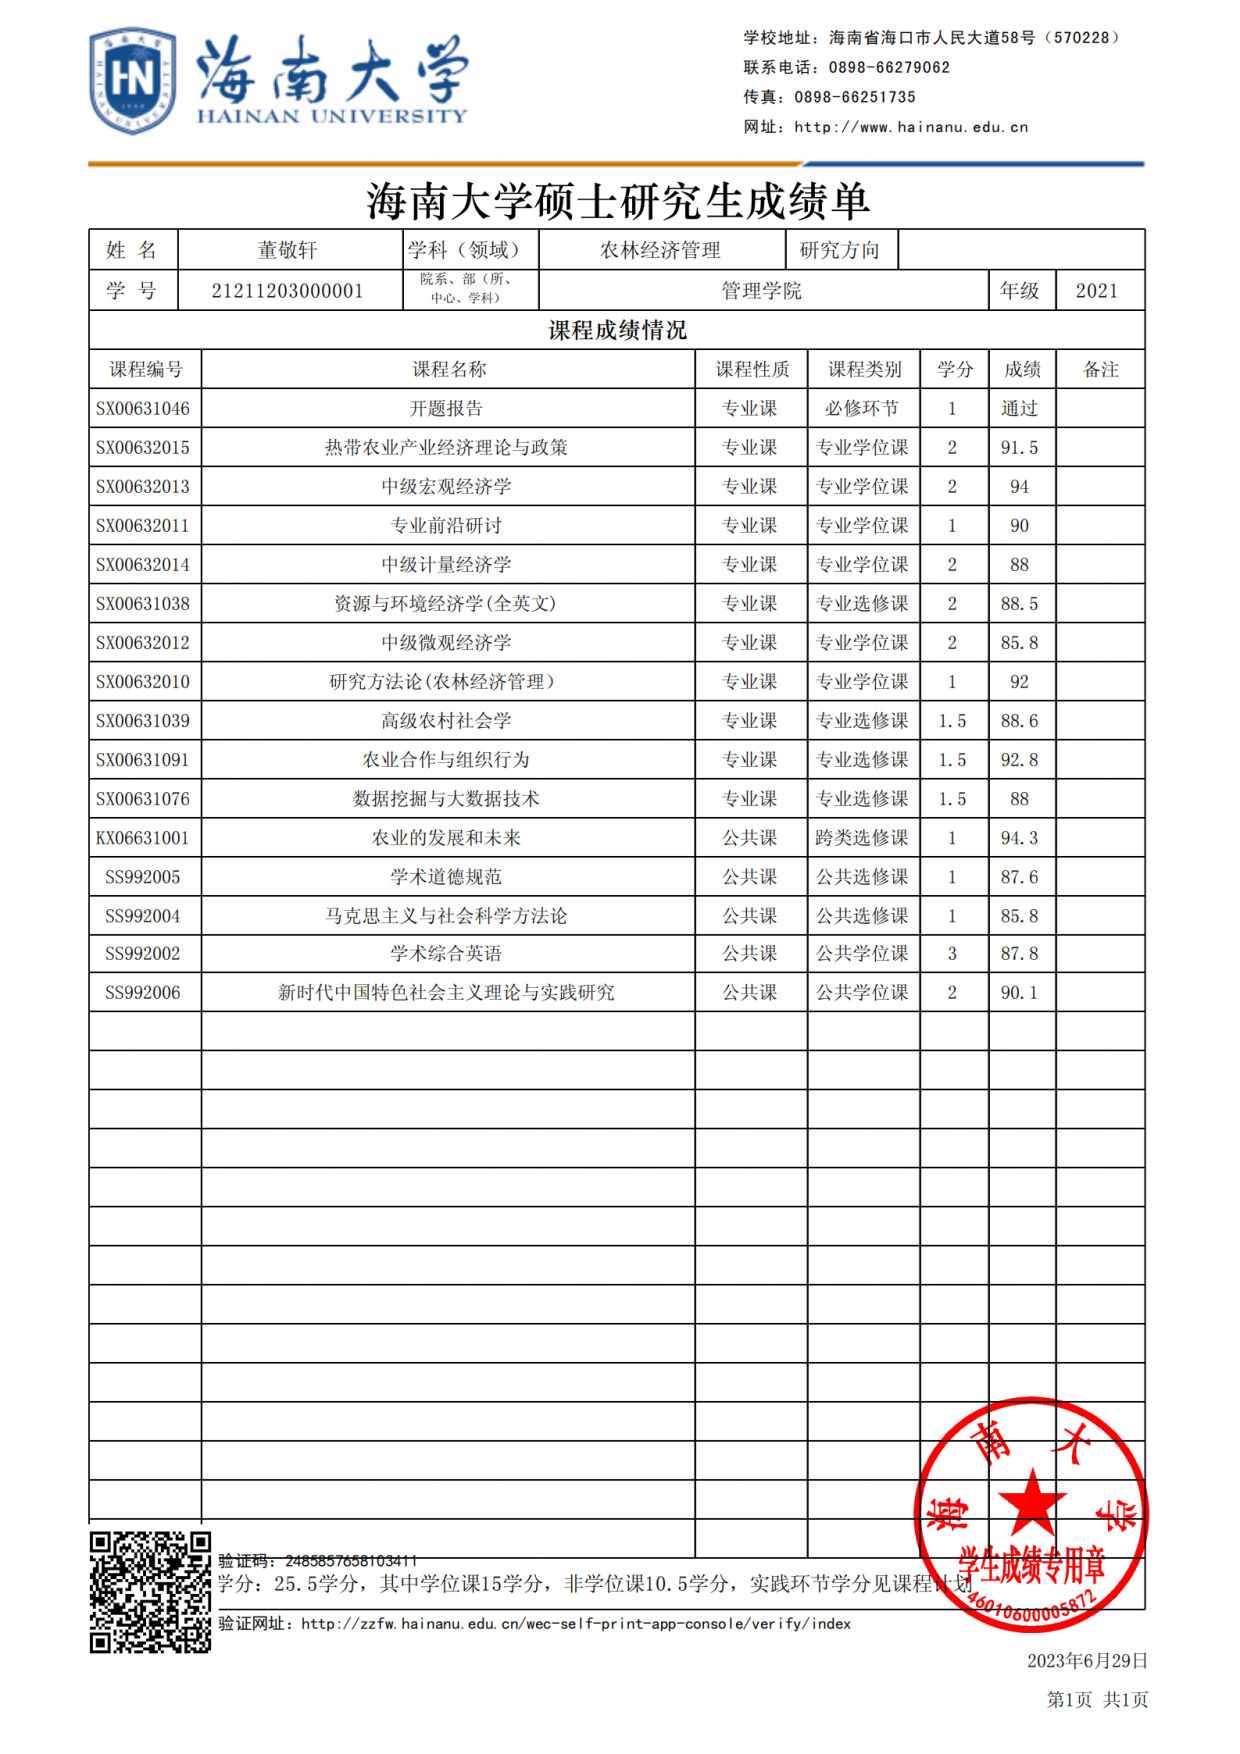 海南大学
HAINAN UNIVERSITY
学校地址：海南省海口市人民大道58号（570228）
联系电话：0898-66279062
传真：0898-66251735
网址：http://www.hainanu.edu.cn
海南大学硕士研究生成绩单
姓 名 董敬轩 学科（领域） 农林经济管理 研究方向
学 号 21211203000001 院系、部（所、中心、学科） 管理学院 年级 2021
课程成绩情况
课程编号 课程名称 课程性质 课程类别 学分 成绩 备注
SX00631046 开题报告 专业课 必修环节 1 通过
SX00632015 热带农业产业经济理论与政策 专业课 专业学位课 2 91.5
SX00632013 中级宏观经济学 专业课 专业学位课 2 94
SX00632011 专业前沿研讨 专业课 专业学位课 1 90
SX00632014 中级计量经济学 专业课 专业学位课 2 88
SX00631038 资源与环境经济学(全英文) 专业课 专业选修课 2 88.5
SX00632012 中级微观经济学 专业课 专业学位课 2 85.8
SX00632010 研究方法论(农林经济管理） 专业课 专业学位课 1 92
SX00631039 高级农村社会学 专业课 专业选修课 1.5 88.6
SX00631091 农业合作与组织行为 专业课 专业选修课 1.5 92.8
SX00631076 数据挖掘与大数据技术 专业课 专业选修课 1.5 88
KX06631001 农业的发展和未来 公共课 跨类选修课 1 94.3
SS992005 学术道德规范 公共课 公共选修课 1 87.6
SS992004 马克思主义与社会科学方法论 公共课 公共选修课 1 85.8
SS992002 学术综合英语 公共课 公共学位课 3 87.8
SS992006 新时代中国特色社会主义理论与实践研究 公共课 公共学位课 2 90.1
验证码：2485857658103411
学分：25.5学分，其中学位课15学分，非学位课10.5学分，实践环节学分见课程计划
验证网址：http://zzfw.hainanu.edu.cn/wec-self-print-app-console/verify/index
海南大学
学生成绩专用章
46010600005872
2023年6月29日
第1页 共1页